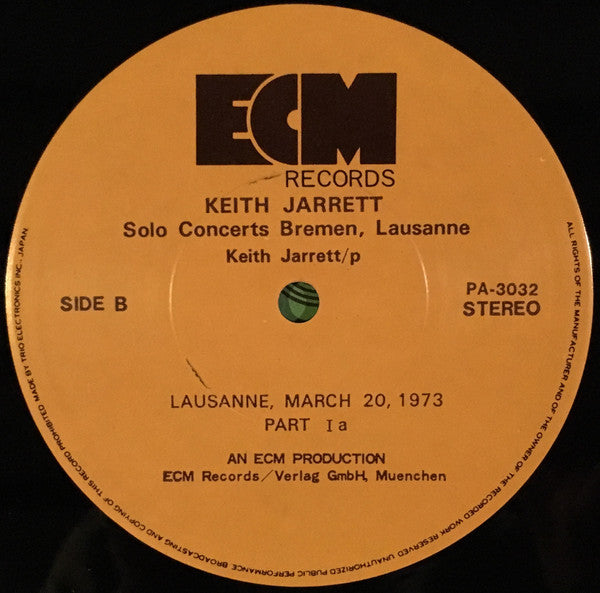 ECM
RECORDS
KEITH JARRETT
Solo Concerts Bremen, Lausanne
Keith Jarrett/p
SIDE B
PA-3032
STEREO
LAUSANNE, MARCH 20, 1973
PART Ia
AN ECM PRODUCTION
ECM Records/Verlag GmbH, Muenchen
ALL RIGHTS OF THE MANUFACTURER AND OF THE OWNER OF THE RECORDED WORK RESERVED UNAUTHORIZED PUBLIC PERFORMANCE BROADCASTING AND COPYING OF THIS RECORD PROHIBITED MADE BY TRIO ELECTRONICS INC. JAPAN